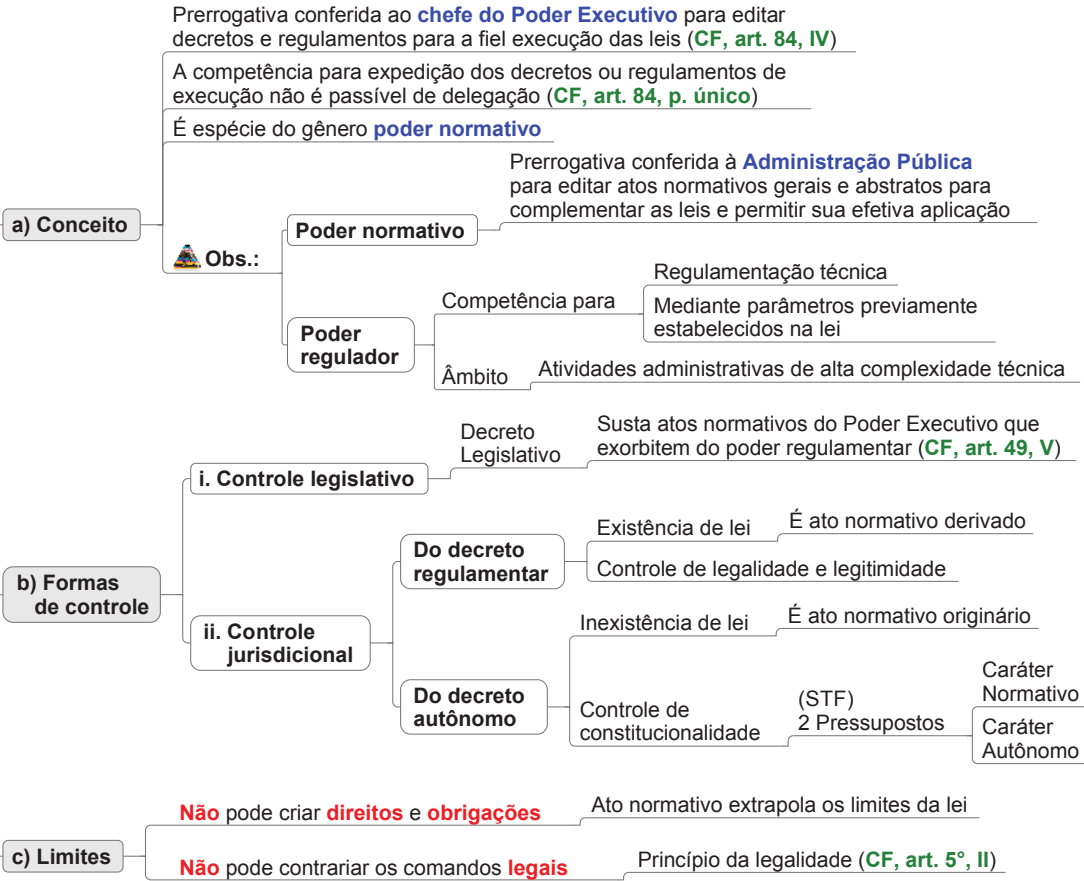 Prerrogativa conferida ao chefe do Poder Executivo para editar
decretos e regulamentos para a fiel execução das leis (CF, art. 84, IV)
A competência para expedição dos decretos ou regulamentos de
execução não é passível de delegação (CF, art. 84, p. único)
É espécie do gênero poder normativo
a) Conceito
Obs.:
Poder normativo
Prerrogativa conferida à Administração Pública
para editar atos normativos gerais e abstratos para
complementar as leis e permitir sua efetiva aplicação
Poder
regulador
Competência para
Regulamentação técnica
Mediante parâmetros previamente
estabelecidos na lei
Âmbito
Atividades administrativas de alta complexidade técnica
b) Formas
de controle
i. Controle legislativo
Decreto
Legislativo
Susta atos normativos do Poder Executivo que
exorbitem do poder regulamentar (CF, art. 49, V)
ii. Controle
jurisdicional
Do decreto
regulamentar
Existência de lei
É ato normativo derivado
Controle de legalidade e legitimidade
Do decreto
autônomo
Inexistência de lei
É ato normativo originário
Controle de
constitucionalidade
(STF)
2 Pressupostos
Caráter
Normativo
Caráter
Autônomo
c) Limites
Não pode criar direitos e obrigações
Ato normativo extrapola os limites da lei
Não pode contrariar os comandos legais
Princípio da legalidade (CF, art. 5°, II)